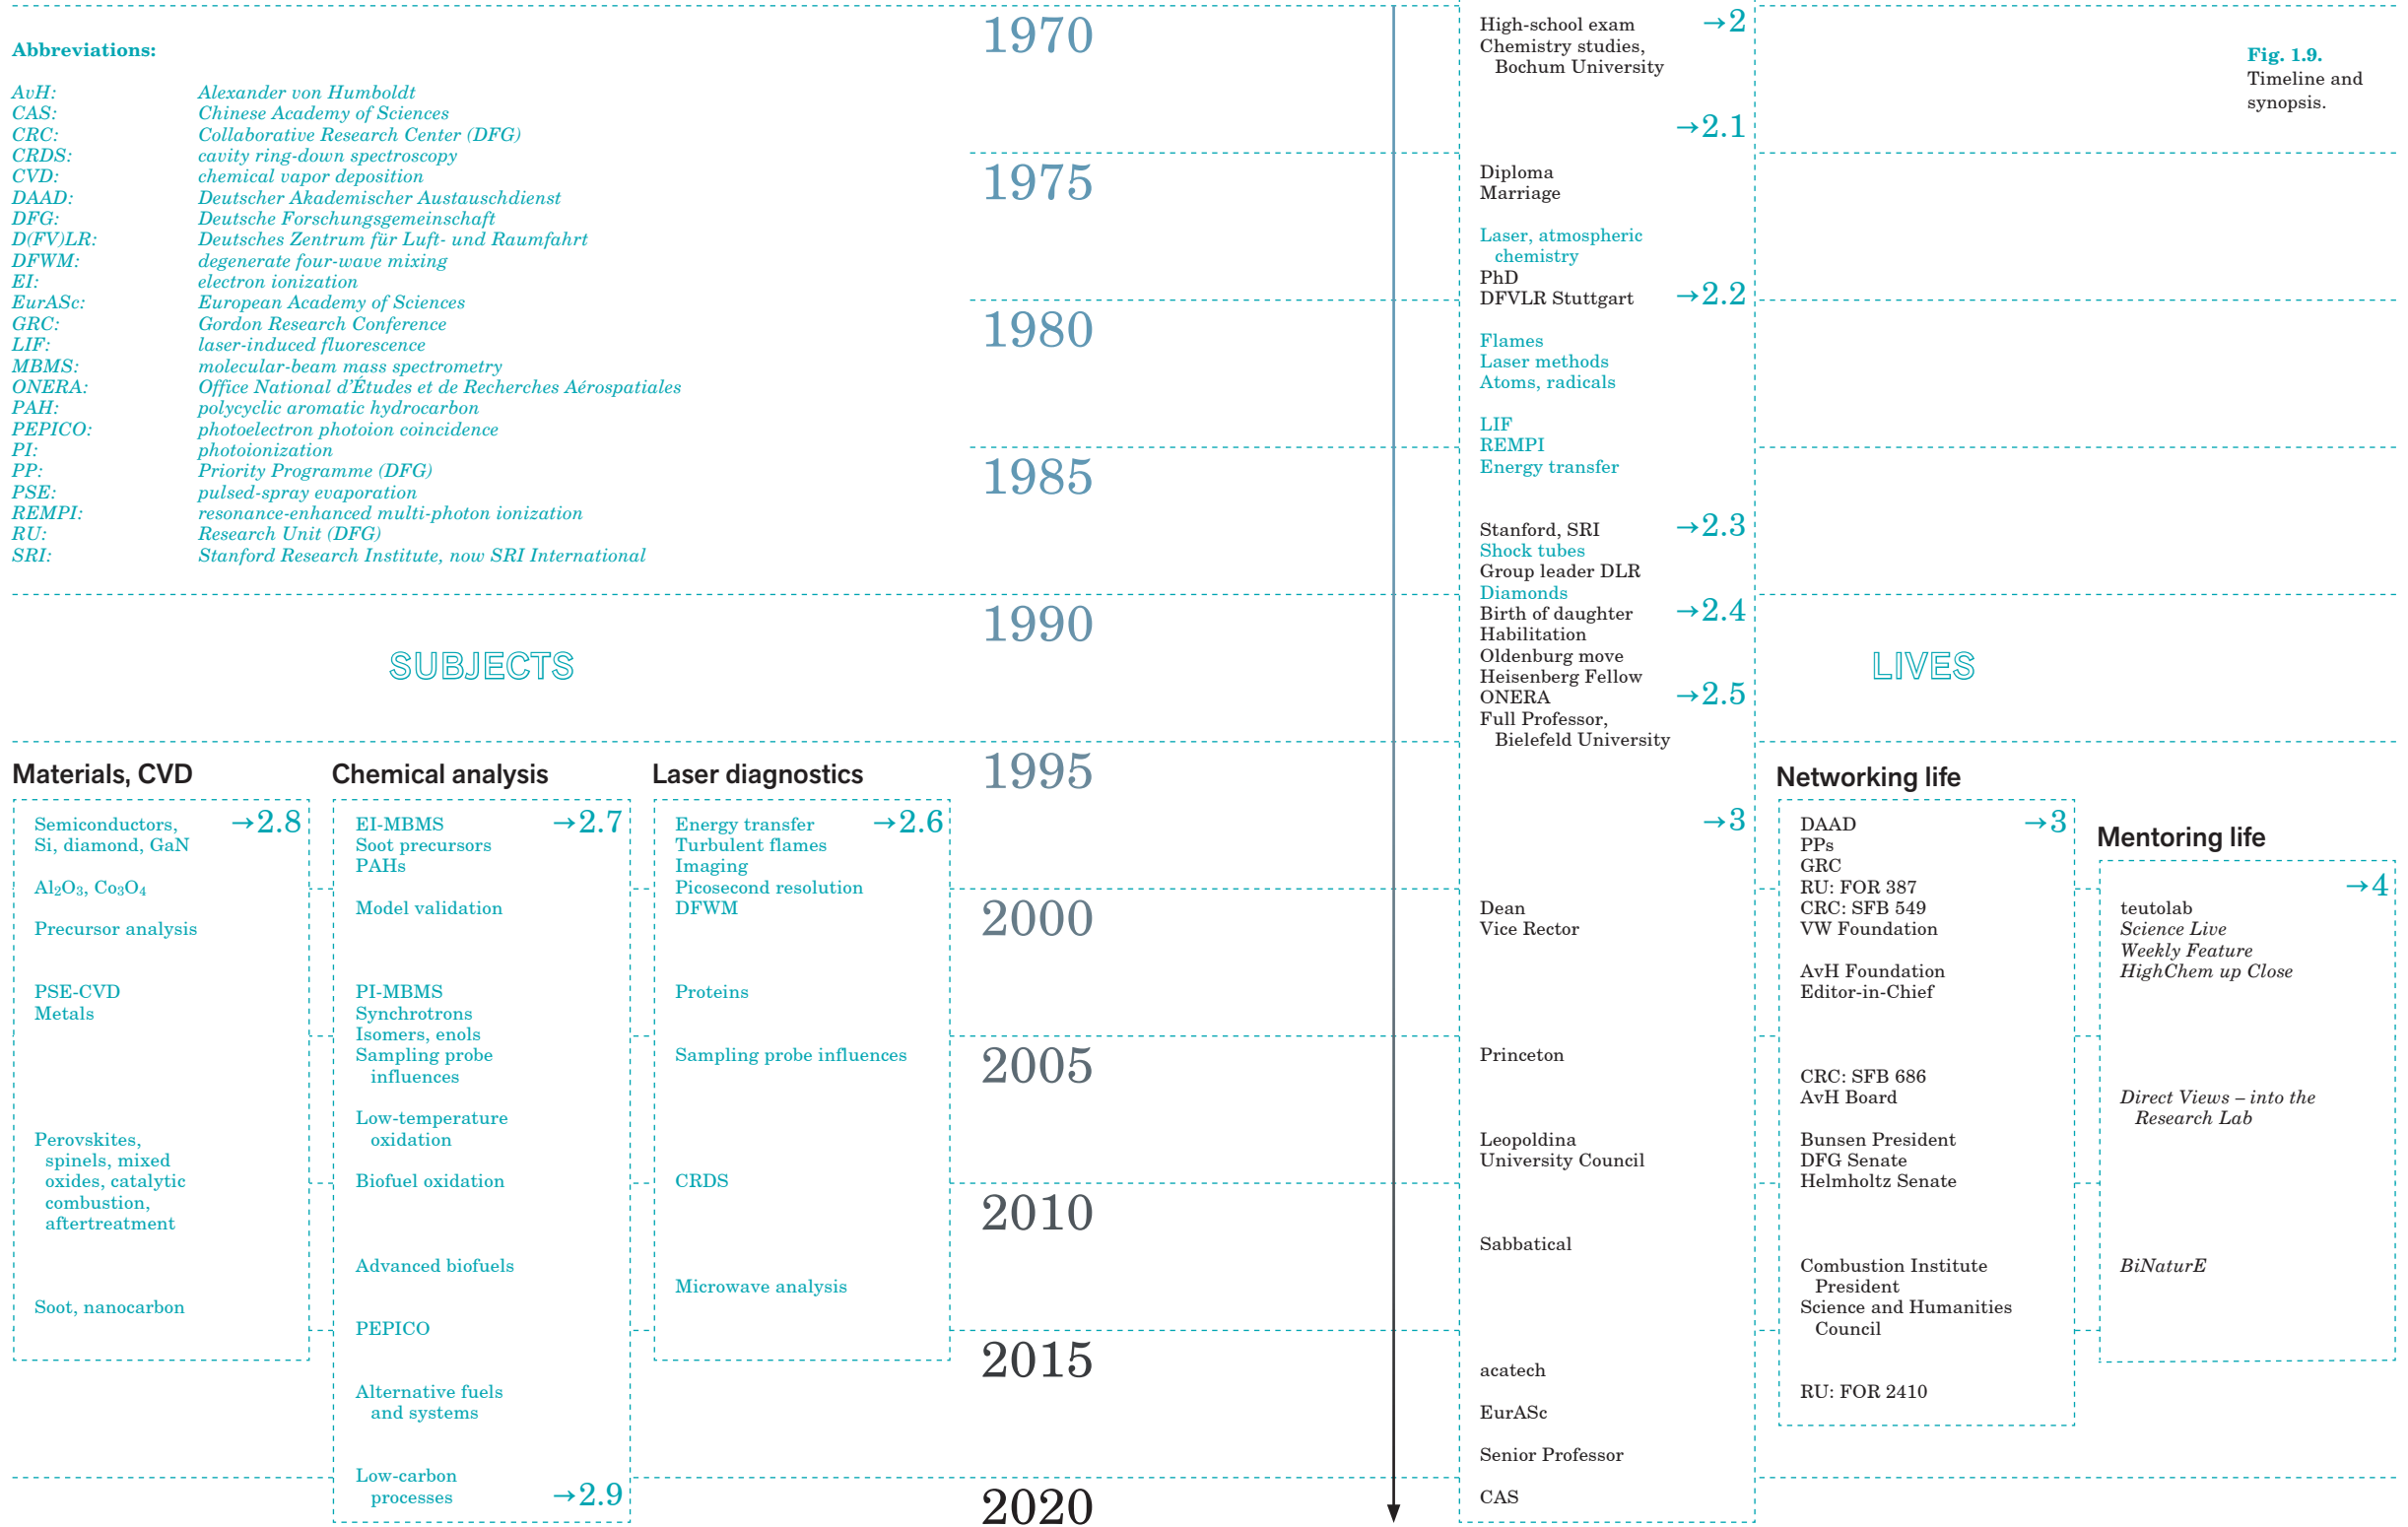 Abbreviations:
AvH: Alexander von Humboldt
CAS: Chinese Academy of Sciences
CRC: Collaborative Research Center (DFG)
CRDS: cavity ring-down spectroscopy
CVD: chemical vapor deposition
DAAD: Deutscher Akademischer Austauschdienst
DFG: Deutsche Forschungsgemeinschaft
D(FV)LR: Deutsches Zentrum für Luft- und Raumfahrt
DFWM: degenerate four-wave mixing
EI: electron ionization
EurASc: European Academy of Sciences
GRC: Gordon Research Conference
LIF: laser-induced fluorescence
MBMS: molecular-beam mass spectrometry
ONERA: Office National d'Études et de Recherches Aérospatiales
PAH: polycyclic aromatic hydrocarbon
PEPICO: photoelectron photoion coincidence
PI: photoionization
PP: Priority Programme (DFG)
PSE: pulsed-spray evaporation
REMPI: resonance-enhanced multi-photon ionization
RU: Research Unit (DFG)
SRI: Stanford Research Institute, now SRI International
SUBJECTS
Materials, CVD
→2.8
Semiconductors,
Si, diamond, GaN
Al₂O₃, Co₃O₄
Precursor analysis
PSE-CVD
Metals
Perovskites,
spinels, mixed
oxides, catalytic
combustion,
aftertreatment
Soot, nanocarbon
Chemical analysis
→2.7
EI-MBMS
Soot precursors
PAHs
Model validation
PI-MBMS
Synchrotrons
Isomers, enols
Sampling probe
influences
Low-temperature
oxidation
Biofuel oxidation
Advanced biofuels
PEPICO
Alternative fuels
and systems
Low-carbon
processes
→2.9
Laser diagnostics
→2.6
Energy transfer
Turbulent flames
Imaging
Picosecond resolution
DFWM
Proteins
Sampling probe influences
CRDS
Microwave analysis
1970
1975
1980
1985
1990
1995
2000
2005
2010
2015
2020
High-school exam →2
Chemistry studies,
Bochum University
→2.1
Diploma
Marriage
Laser, atmospheric
chemistry
PhD
DFVLR Stuttgart →2.2
Flames
Laser methods
Atoms, radicals
LIF
REMPI
Energy transfer
Stanford, SRI →2.3
Shock tubes
Group leader DLR
Diamonds
Birth of daughter →2.4
Habilitation
Oldenburg move
Heisenberg Fellow
ONERA →2.5
Full Professor,
Bielefeld University
→3
Dean
Vice Rector
Princeton
Leopoldina
University Council
Sabbatical
acatech
EurASc
Senior Professor
CAS
Fig. 1.9.
Timeline and
synopsis.
LIVES
Networking life
→3
DAAD
PPs
GRC
RU: FOR 387
CRC: SFB 549
VW Foundation
AvH Foundation
Editor-in-Chief
CRC: SFB 686
AvH Board
Bunsen President
DFG Senate
Helmholtz Senate
Combustion Institute
President
Science and Humanities
Council
RU: FOR 2410
Mentoring life
→4
teutolab
Science Live
Weekly Feature
HighChem up Close
Direct Views – into the
Research Lab
BiNaturE